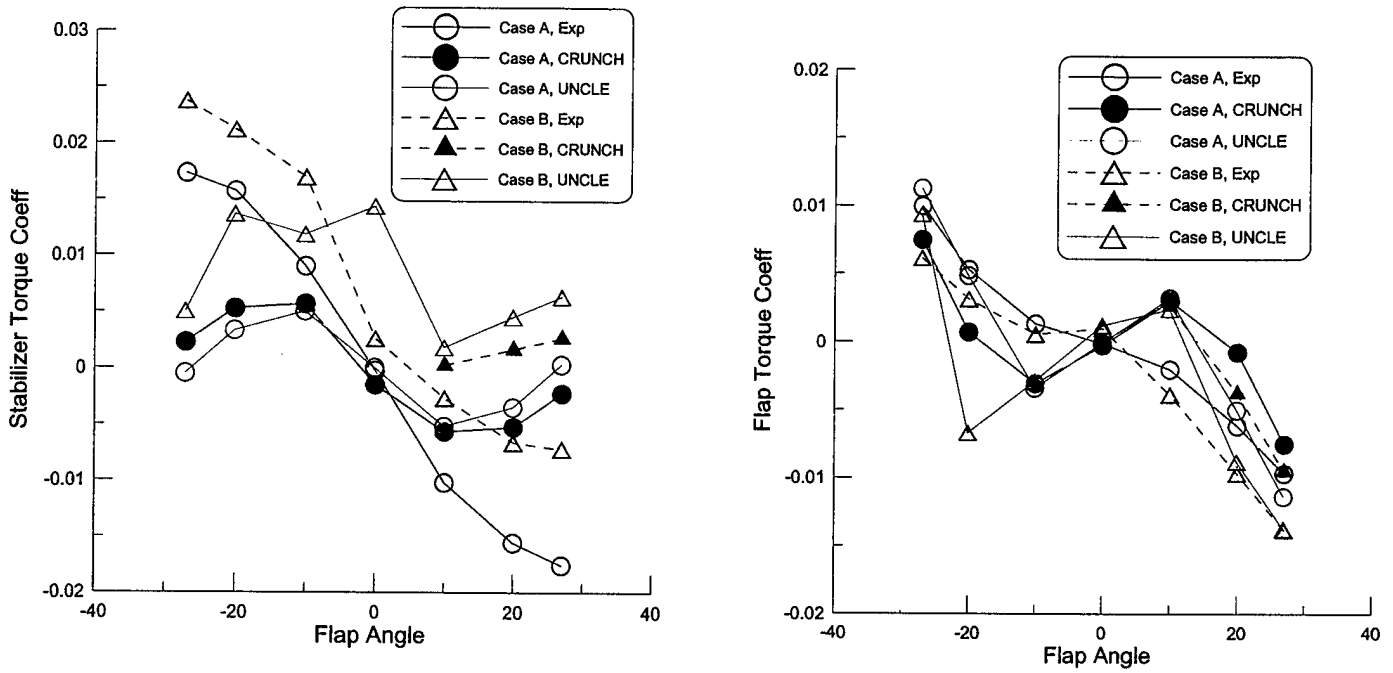 0.03
0.02
0.01
0
-0.01
-0.02
-40
-20
0
20
40
Flap Angle
Stabilizer Torque Coeff
Case A, Exp
Case A, CRUNCH
Case A, UNCLE
Case B, Exp
Case B, CRUNCH
Case B, UNCLE
0.02
0.01
0
-0.01
-0.02
-40
-20
0
20
40
Flap Angle
Flap Torque Coeff
Case A, Exp
Case A, CRUNCH
Case A, UNCLE
Case B, Exp
Case B, CRUNCH
Case B, UNCLE